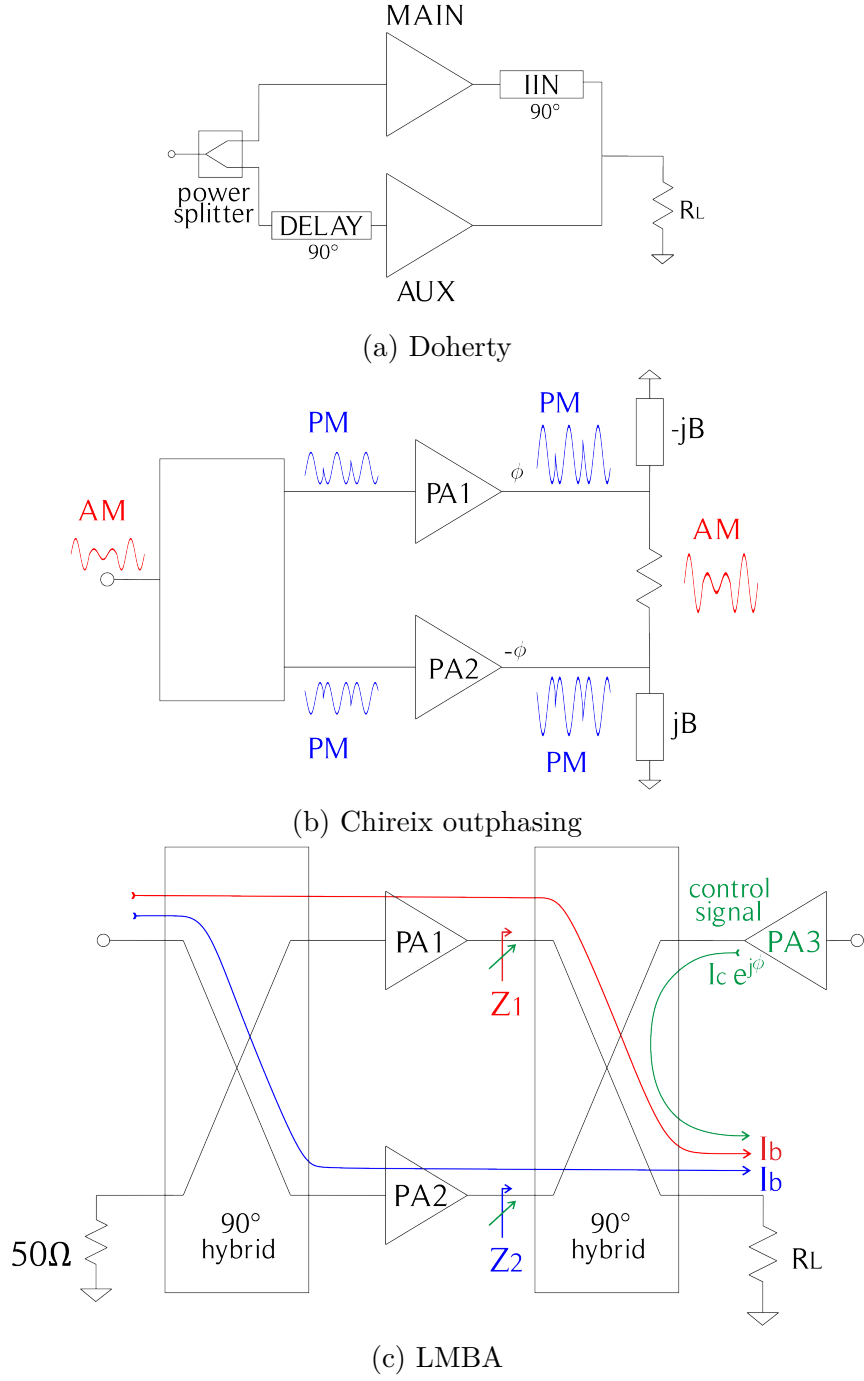 MAIN
IIN
90°
power
splitter
DELAY
90°
AUX
RL
(a) Doherty
PM
PM
-jB
AM
PA1
ϕ
AM
PA2
-ϕ
PM
PM
jB
(b) Chireix outphasing
control
signal
PA1
PA3
Ic e^jϕ
Z1
Ib
Ib
PA2
90°
hybrid
90°
hybrid
50Ω
Z2
RL
(c) LMBA